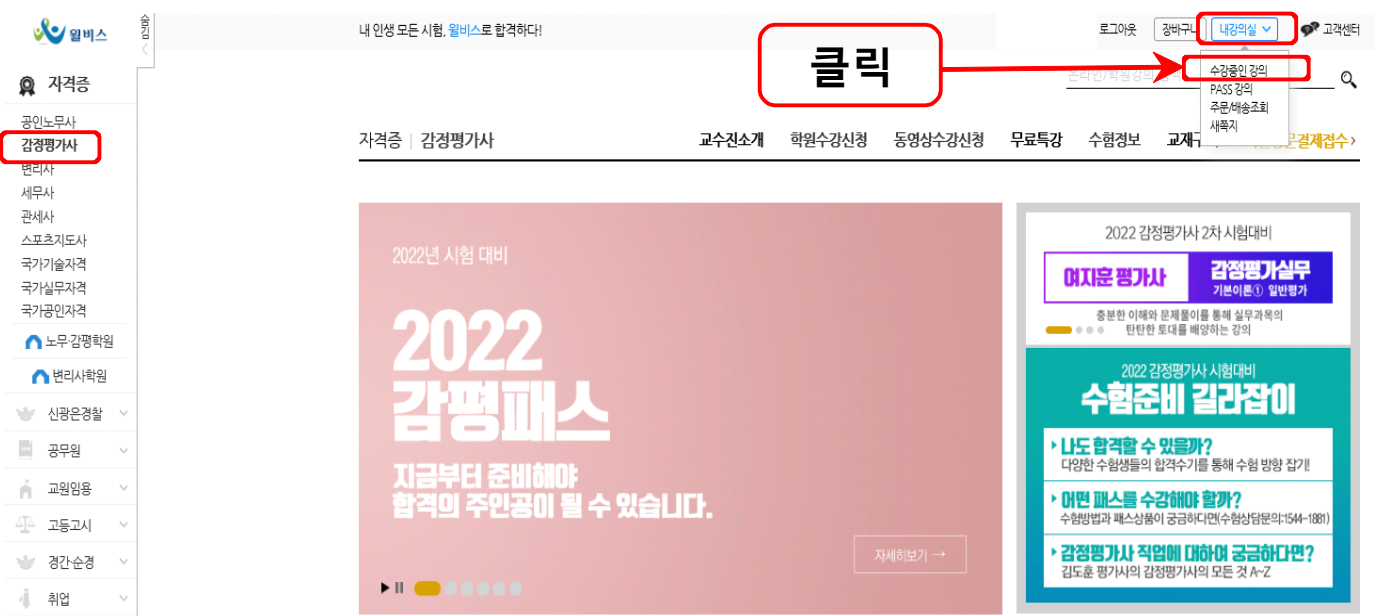 윌비스
숨김
내 인생 모든 시험, 윌비스로 합격하다!
로그아웃
장바구니
내강의실
고객센터
클릭
수강중인 강의
PASS 강의
주문/배송조회
새쪽지
온라인/학원강의
자격증
공인노무사
감정평가사
변리사
세무사
관세사
스포츠지도사
국가기술자격
국가실무자격
국가공인자격
노무·감평학원
변리사학원
신광은경찰
공무원
교원임용
고등고시
경간·순경
취업
자격증 | 감정평가사
교수진소개 학원수강신청 동영상수강신청 무료특강 수험정보 교재구
문결제접수 ›
2022년 시험 대비
2022
감평패스
지금부터 준비해야
합격의 주인공이 될 수 있습니다.
자세히보기 →
2022 감정평가사 2차 시험대비
여지훈 평가사
감정평가실무
기본이론① 일반평가
충분한 이해와 문제풀이를 통해 실무과목의
탄탄한 토대를 배양하는 강의
2022 감정평가사 시험대비
수험준비 길라잡이
나도 합격할 수 있을까?
다양한 수험생들의 합격수기를 통해 수험 방향 잡기!
어떤 패스를 수강해야 할까?
수험방법과 패스상품이 궁금하다면(수험상담문의:1544-1881)
감정평가사 직업에 대하여 궁금하다면?
김도훈 평가사의 감정평가사의 모든 것 A~Z